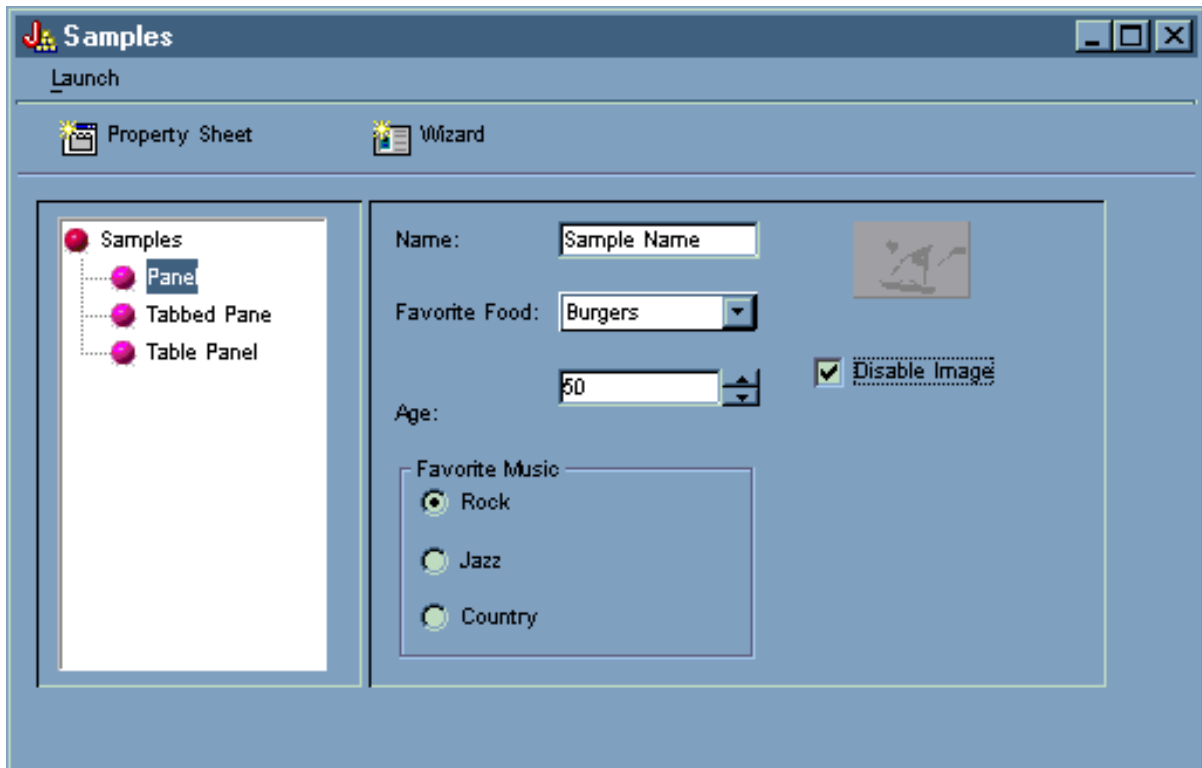 Samples
Launch
Property Sheet
Wizard
Samples
Panel
Tabbed Pane
Table Panel
Name:
Sample Name
Favorite Food:
Burgers
Age:
50
Disable Image
Favorite Music
Rock
Jazz
Country